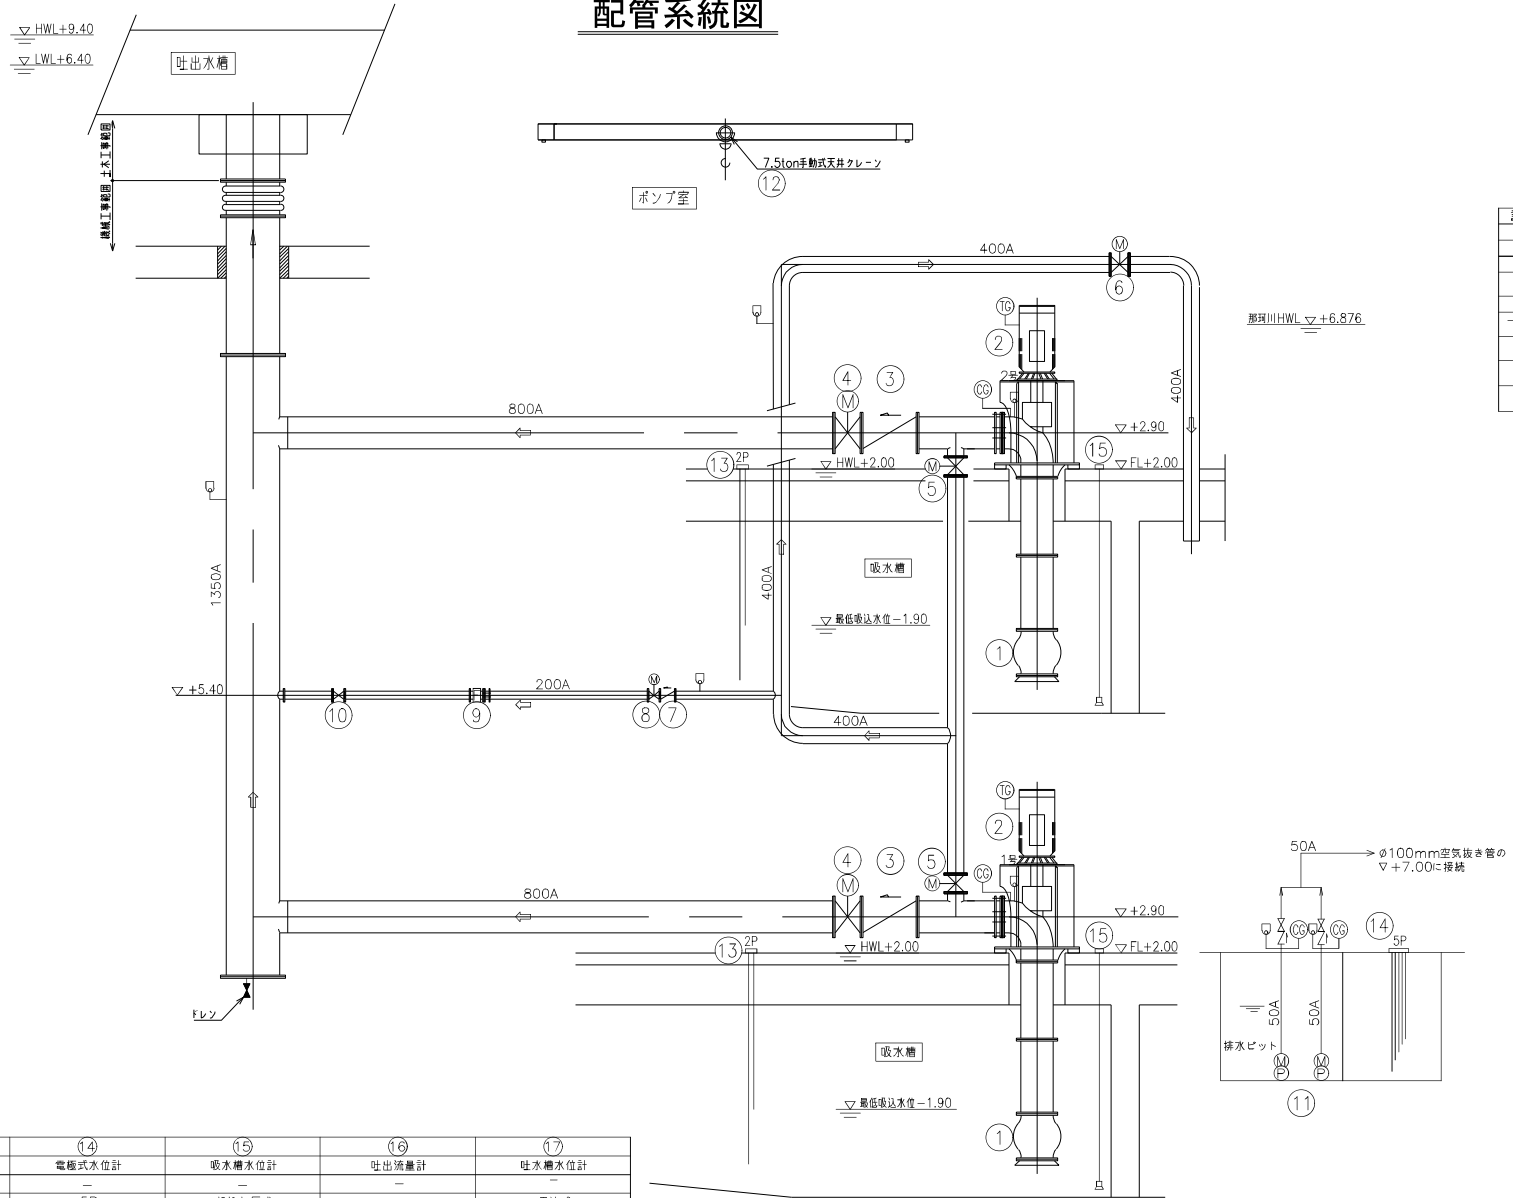 配管系統図
HWL+9.40
LWL+6.40
吐出水槽
土木工事範囲
機械工事範囲
7.5ton手動式天井クレーン
12
ポンプ室
400A
M
6
那珂川HWL +6.876
TG
2
2号
CG
4
3
M
800A
400A
+2.90
13
2P
HWL+2.00
M
5
15
FL+2.00
吸水槽
400A
1350A
最低吸込水位-1.90
1
+5.40
200A
M
10
9
8
7
400A
TG
2
1号
CG
4
3
5
M
M
800A
+2.90
13
2P
HWL+2.00
15
FL+2.00
ドレン
吸水槽
最低吸込水位-1.90
1
50A
φ100mm空気抜き管の
+7.00に接続
CG
CG
14
5P
50A
50A
排水ピット
M
P
M
P
11
14 15 16 17
電極式水位計 吸水槽水位計 吐出流量計 吐水槽水位計
- - - -